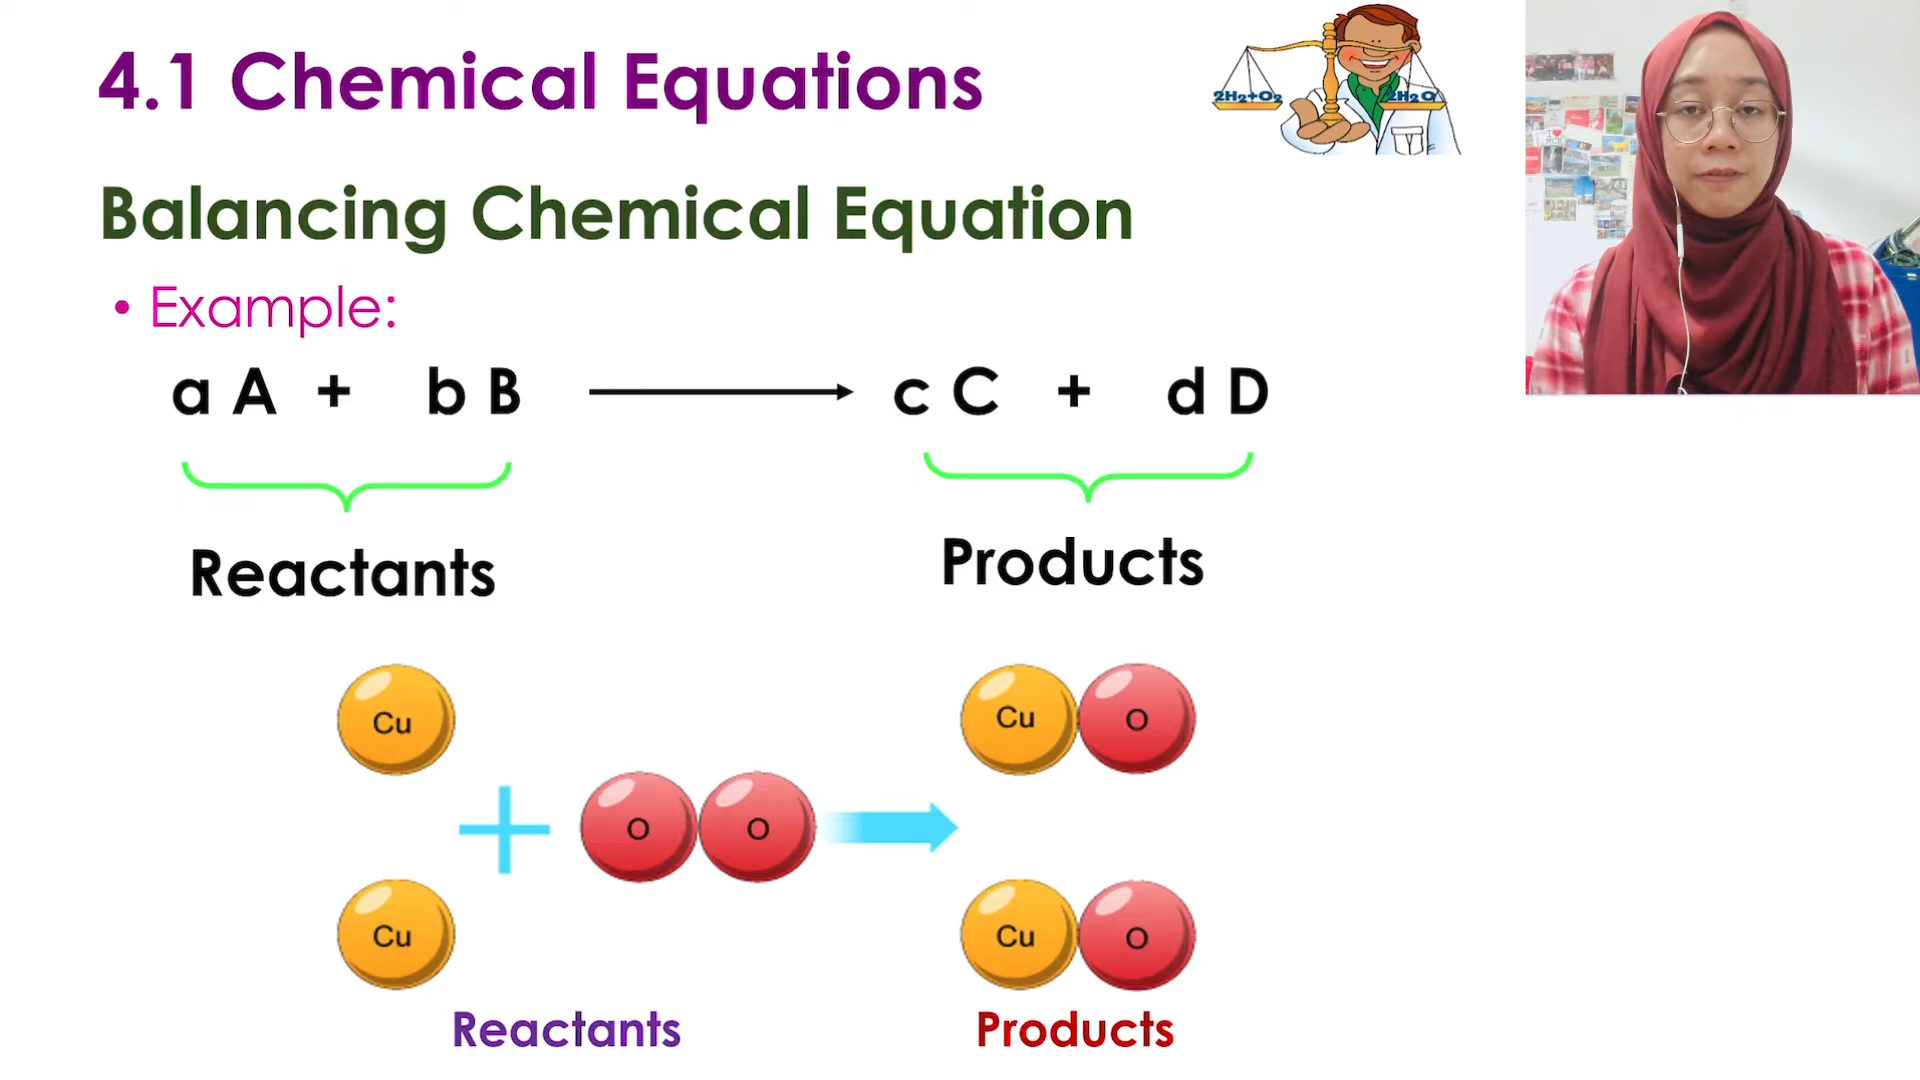 4.1 Chemical Equations
2H2+O2
2H2O
Balancing Chemical Equation
• Example:
a A + b B c C + d D
Reactants
Products
Cu
Cu O
O O
Cu
Cu O
Reactants
Products